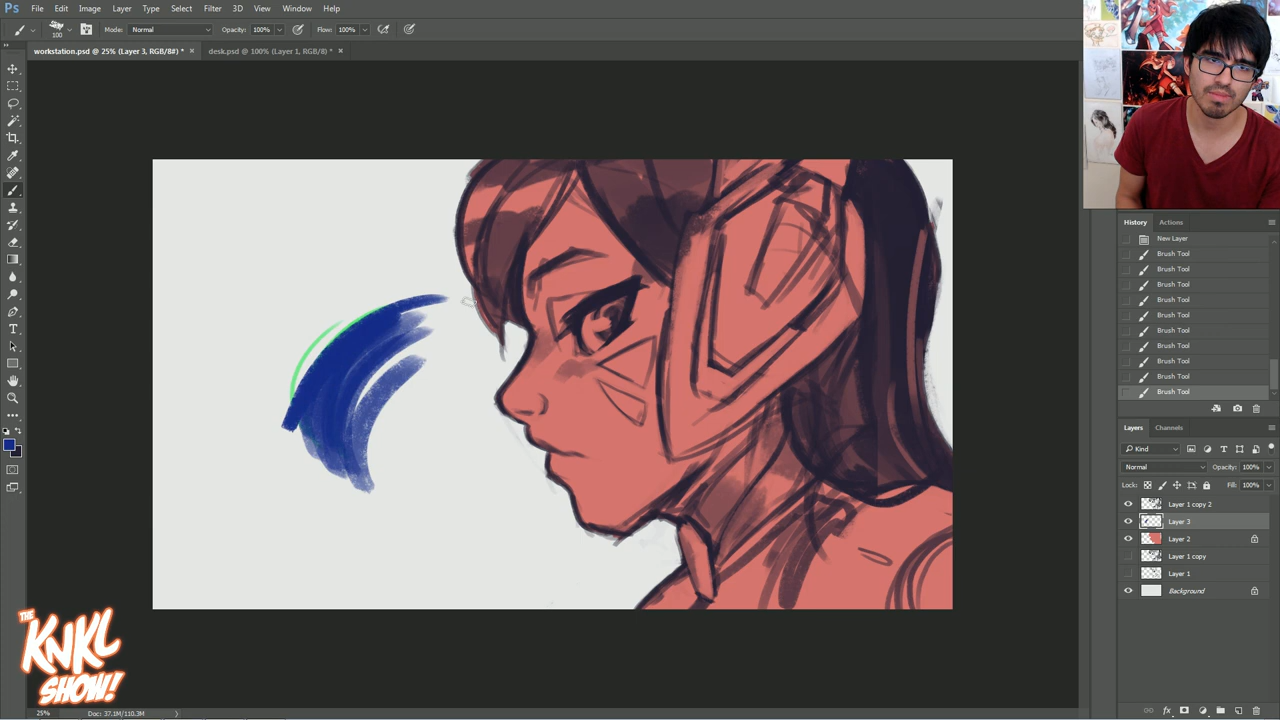 File Edit Image Layer Type Select Filter 3D View Window Help
100 Mode: Normal Opacity: 100% Flow: 100%
workstation.psd @ 25% (Layer 3, RGB/8#) * × desk.psd @ 100% (Layer 1, RGB/8) * ×
History Actions
New Layer
Brush Tool
Brush Tool
Brush Tool
Brush Tool
Brush Tool
Brush Tool
Brush Tool
Brush Tool
Brush Tool
Brush Tool
Layers Channels
Kind
Normal Opacity: 100%
Lock: Fill: 100%
Layer 1 copy 2
Layer 3
Layer 2
Layer 1 copy
Layer 1
Background
THE
KNKL
SHOW!
25% Doc: 37.1M/110.3M